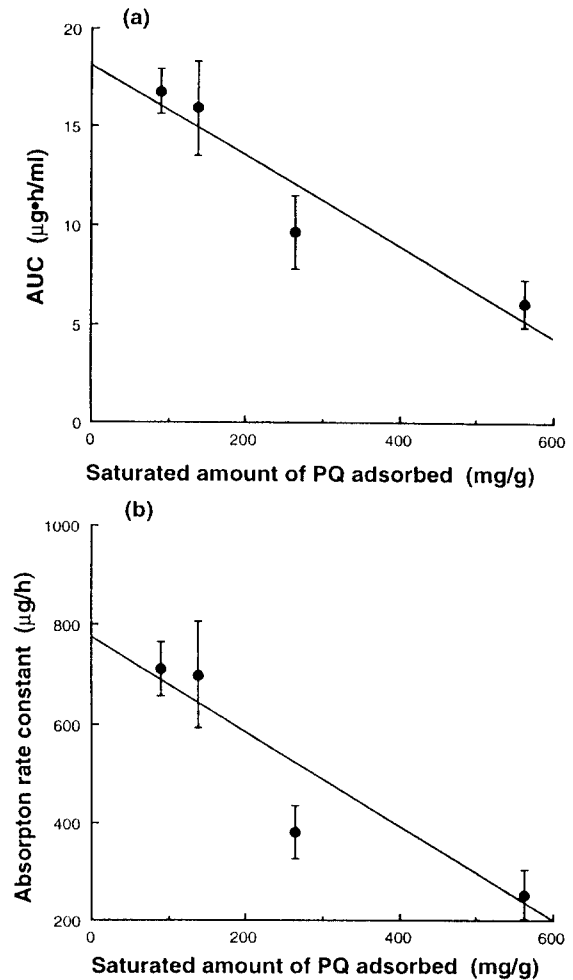 (a)
20
15
10
5
0
AUC (µg•h/ml)
0 200 400 600
Saturated amount of PQ adsorbed (mg/g)
(b)
1000
800
600
400
200
Absorpton rate constant (µg/h)
0 200 400 600
Saturated amount of PQ adsorbed (mg/g)